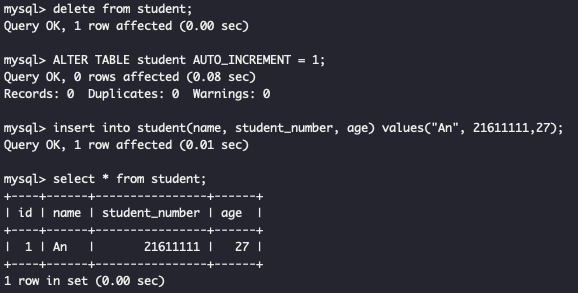 mysql> delete from student;
Query OK, 1 row affected (0.00 sec)
mysql> ALTER TABLE student AUTO_INCREMENT = 1;
Query OK, 0 rows affected (0.08 sec)
Records: 0  Duplicates: 0  Warnings: 0
mysql> insert into student(name, student_number, age) values("An", 21611111,27);
Query OK, 1 row affected (0.01 sec)
mysql> select * from student;
+----+------+----------------+------+
| id | name | student_number | age  |
+----+------+----------------+------+
|  1 | An   |       21611111 |   27 |
+----+------+----------------+------+
1 row in set (0.00 sec)